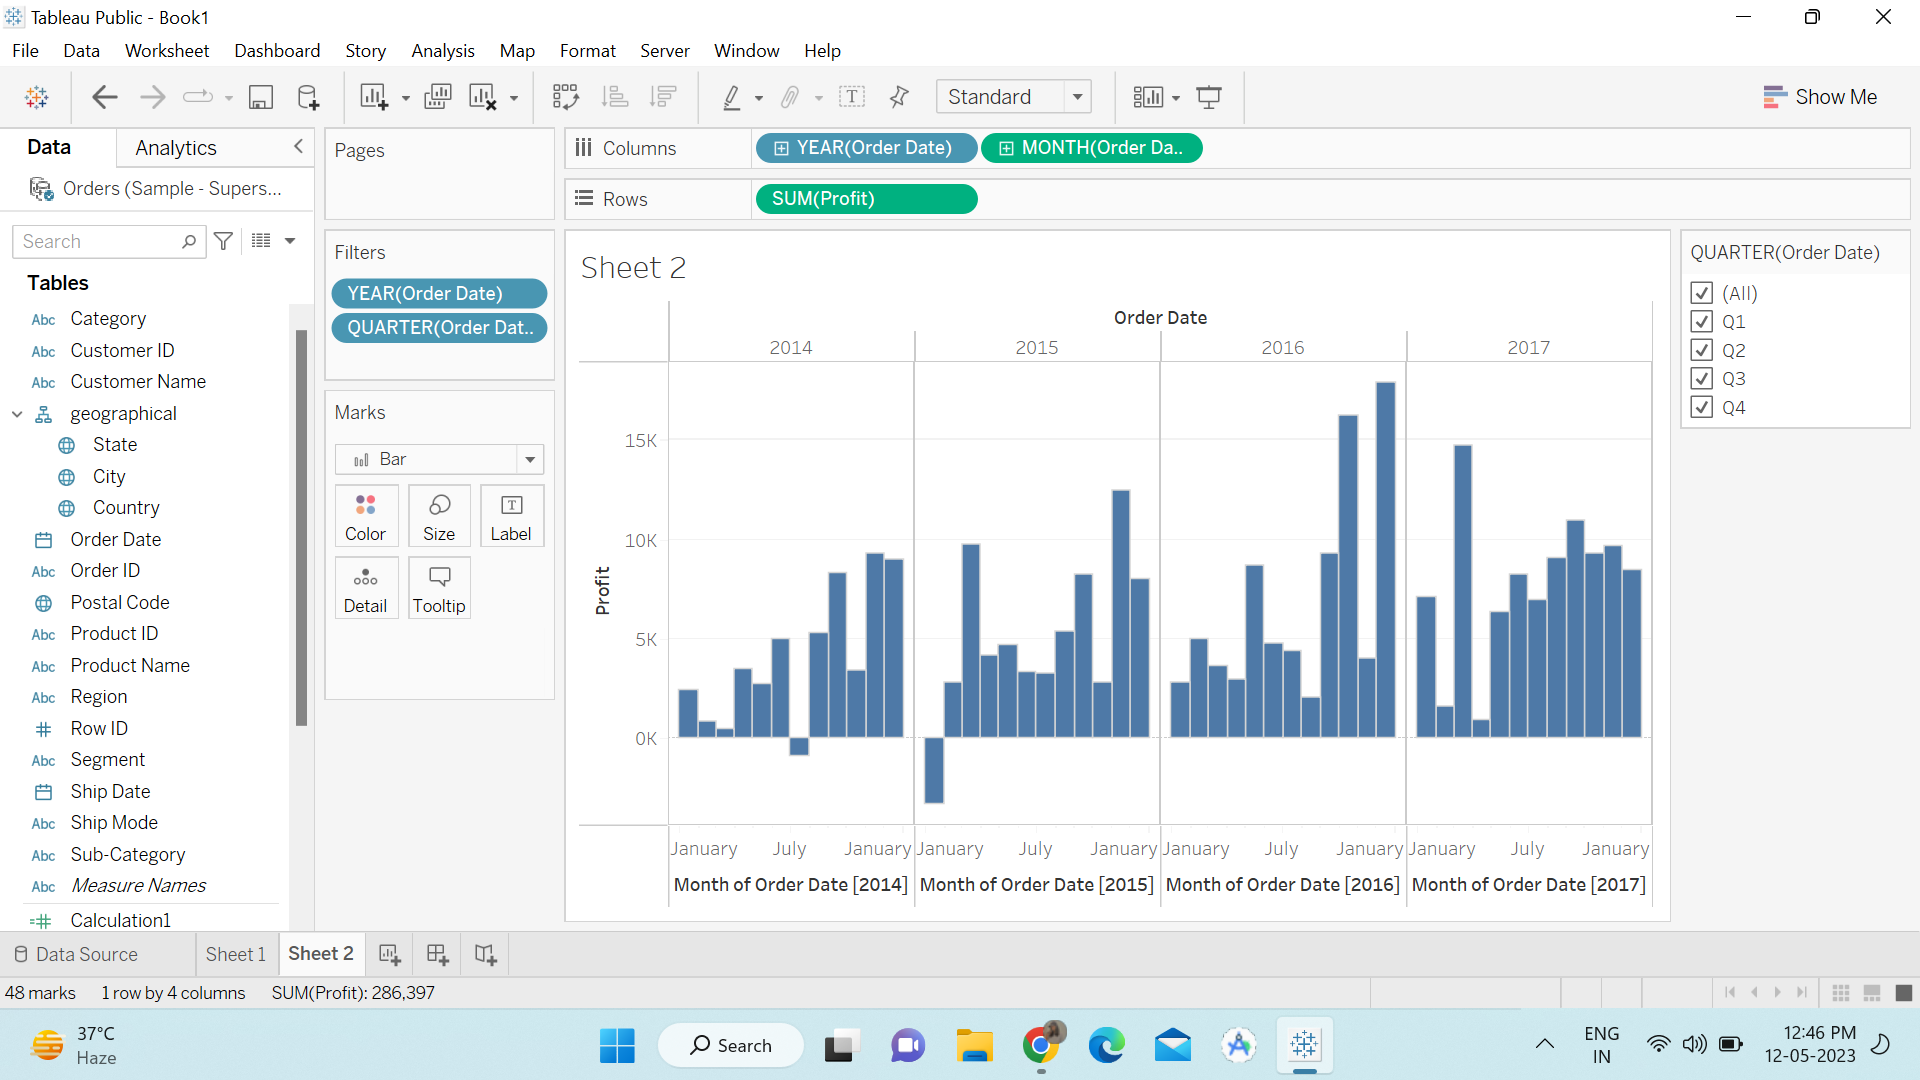 Tableau Public - Book1
File Data Worksheet Dashboard Story Analysis Map Format Server Window Help
Standard
Show Me
Data
Analytics
Orders (Sample - Supers...
Search
Tables
Abc Category
Abc Customer ID
Abc Customer Name
geographical
State
City
Country
Order Date
Abc Order ID
Postal Code
Abc Product ID
Abc Product Name
Abc Region
Row ID
Abc Segment
Ship Date
Abc Ship Mode
Abc Sub-Category
Abc Measure Names
Calculation1
Pages
Filters
YEAR(Order Date)
QUARTER(Order Dat..
Marks
Bar
Color Size Label
Detail Tooltip
Columns YEAR(Order Date) MONTH(Order Da..
Rows SUM(Profit)
Sheet 2
Order Date
2014 2015 2016 2017
Profit
15K
10K
5K
0K
January July January January July January January July January January July January
Month of Order Date [2014] Month of Order Date [2015] Month of Order Date [2016] Month of Order Date [2017]
QUARTER(Order Date)
(All)
Q1
Q2
Q3
Q4
Data Source Sheet 1 Sheet 2
48 marks 1 row by 4 columns SUM(Profit): 286,397
37°C
Haze
Search
ENG
IN
12:46 PM
12-05-2023